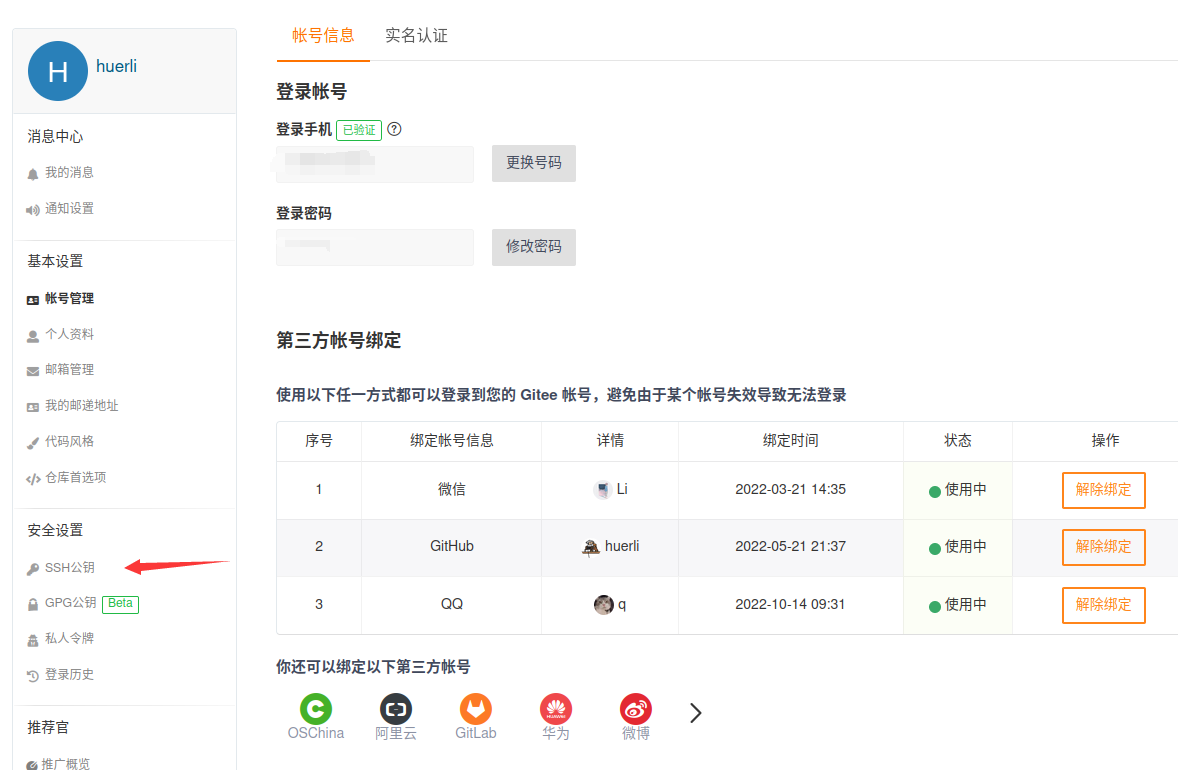 H
huerli
消息中心
我的消息
通知设置
基本设置
帐号管理
个人资料
邮箱管理
我的邮递地址
代码风格
仓库首选项
安全设置
SSH公钥
GPG公钥 Beta
私人令牌
登录历史
推荐官
推广概览
帐号信息 实名认证
登录帐号
登录手机 已验证 ?
更换号码
登录密码
修改密码
第三方帐号绑定
使用以下任一方式都可以登录到您的 Gitee 帐号，避免由于某个帐号失效导致无法登录
序号 绑定帐号信息 详情 绑定时间 状态 操作
1 微信 Li 2022-03-21 14:35 使用中 解除绑定
2 GitHub huerli 2022-05-21 21:37 使用中 解除绑定
3 QQ q 2022-10-14 09:31 使用中 解除绑定
你还可以绑定以下第三方帐号
HUAWEI
OSChina 阿里云 GitLab 华为 微博